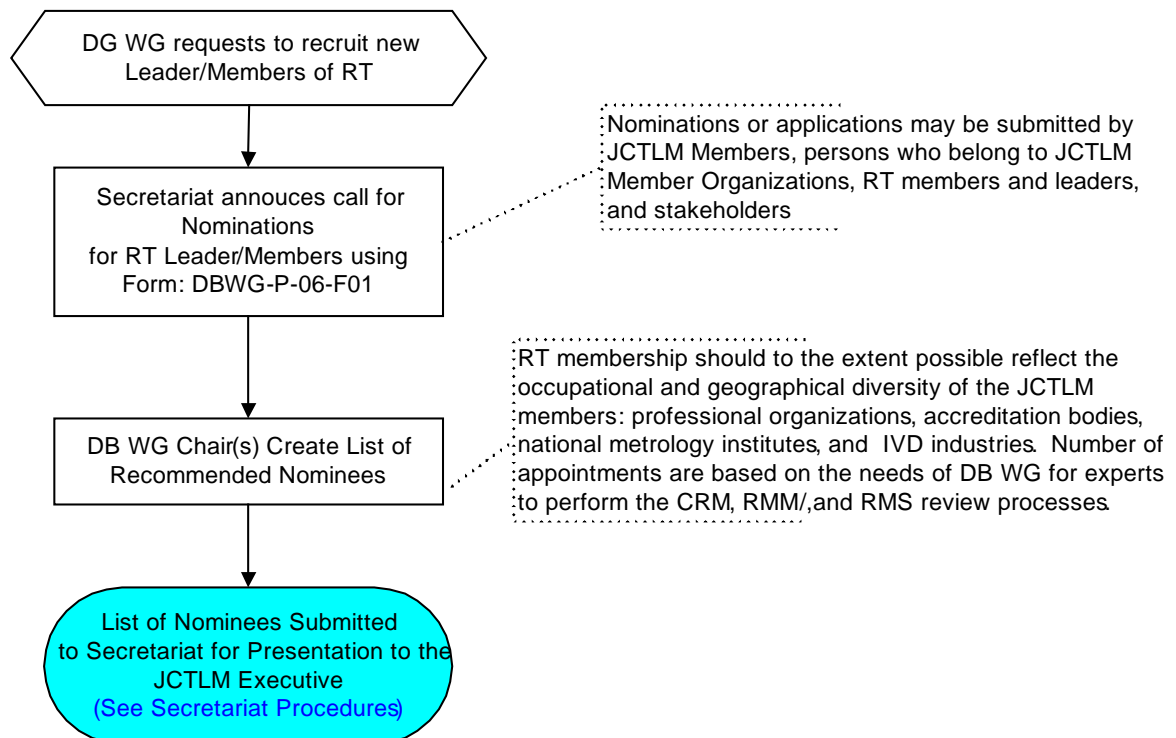 DG WG requests to recruit new
Leader/Members of RT
Nominations or applications may be submitted by
JCTLM Members, persons who belong to JCTLM
Member Organizations, RT members and leaders,
and stakeholders
Secretariat annouces call for
Nominations
for RT Leader/Members using
Form: DBWG-P-06-F01
RT membership should to the extent possible reflect the
occupational and geographical diversity of the JCTLM
members: professional organizations, accreditation bodies,
national metrology institutes, and IVD industries. Number of
appointments are based on the needs of DB WG for experts
to perform the CRM, RMM/,and RMS review processes.
DB WG Chair(s) Create List of
Recommended Nominees
List of Nominees Submitted
to Secretariat for Presentation to the
JCTLM Executive
(See Secretariat Procedures)